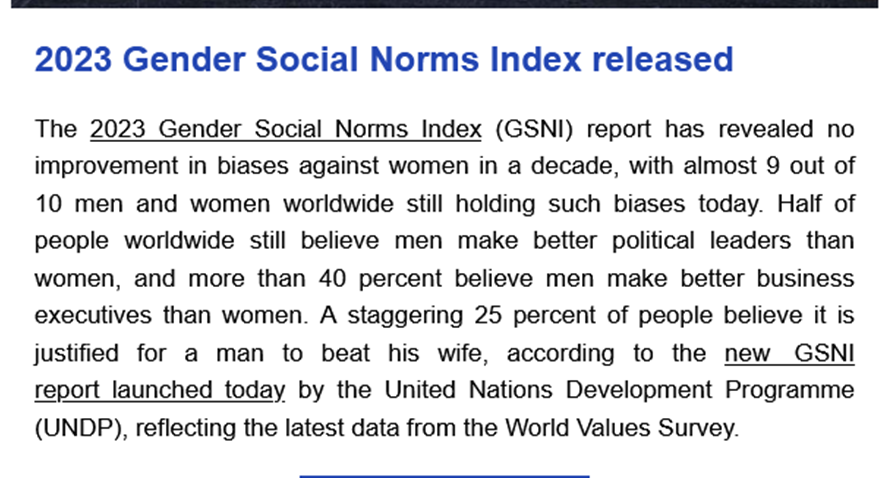 2023 Gender Social Norms Index released
The 2023 Gender Social Norms Index (GSNI) report has revealed no
improvement in biases against women in a decade, with almost 9 out of
10 men and women worldwide still holding such biases today. Half of
people worldwide still believe men make better political leaders than
women, and more than 40 percent believe men make better business
executives than women. A staggering 25 percent of people believe it is
justified for a man to beat his wife, according to the new GSNI
report launched today by the United Nations Development Programme
(UNDP), reflecting the latest data from the World Values Survey.